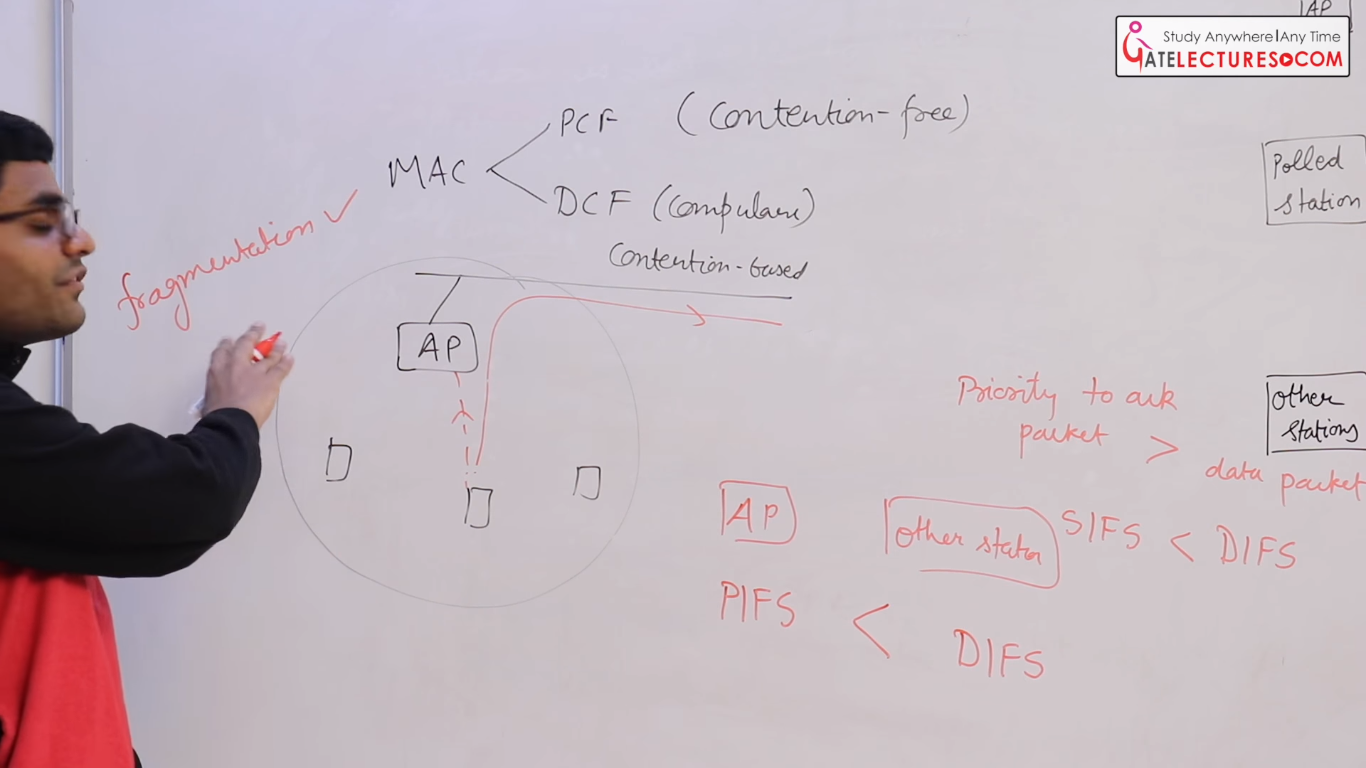 AP
Study Anywhere|Any Time
GATELECTURES.COM
PCF (Contention-free)
MAC
DCF (Compulsary)
Contention-based
fragmentation ✓
AP
Polled
station
Priority to ack
packet > data packet
other
stations
AP
other station
SIFS < DIFS
PIFS < DIFS